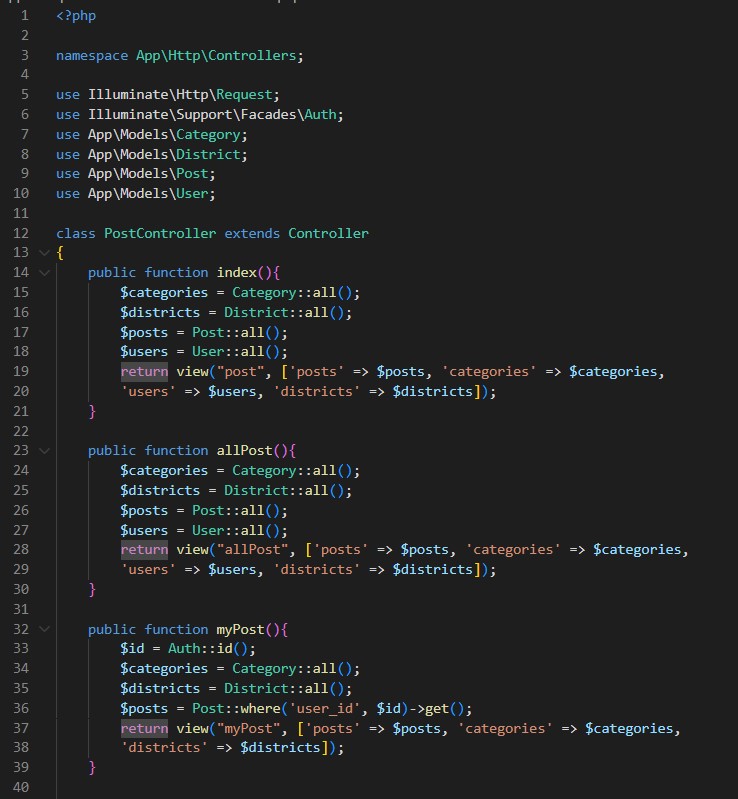 1 <?php
2
3 namespace App\Http\Controllers;
4
5 use Illuminate\Http\Request;
6 use Illuminate\Support\Facades\Auth;
7 use App\Models\Category;
8 use App\Models\District;
9 use App\Models\Post;
10 use App\Models\User;
11
12 class PostController extends Controller
13 {
14     public function index(){
15         $categories = Category::all();
16         $districts = District::all();
17         $posts = Post::all();
18         $users = User::all();
19         return view("post", ['posts' => $posts, 'categories' => $categories,
20         'users' => $users, 'districts' => $districts]);
21     }
22
23     public function allPost(){
24         $categories = Category::all();
25         $districts = District::all();
26         $posts = Post::all();
27         $users = User::all();
28         return view("allPost", ['posts' => $posts, 'categories' => $categories,
29         'users' => $users, 'districts' => $districts]);
30     }
31
32     public function myPost(){
33         $id = Auth::id();
34         $categories = Category::all();
35         $districts = District::all();
36         $posts = Post::where('user_id', $id)->get();
37         return view("myPost", ['posts' => $posts, 'categories' => $categories,
38         'districts' => $districts]);
39     }
40